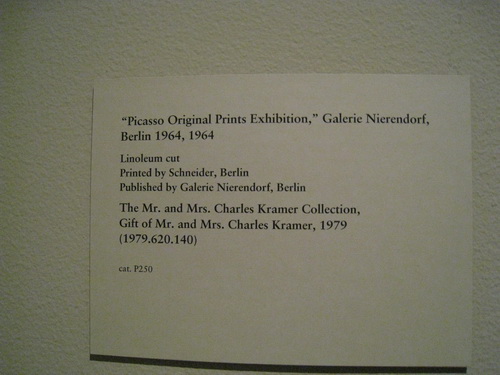 “Picasso Original Prints Exhibition,” Galerie Nierendorf,
Berlin 1964, 1964
Linoleum cut
Printed by Schneider, Berlin
Published by Galerie Nierendorf, Berlin
The Mr. and Mrs. Charles Kramer Collection,
Gift of Mr. and Mrs. Charles Kramer, 1979
(1979.620.140)
cat. P250